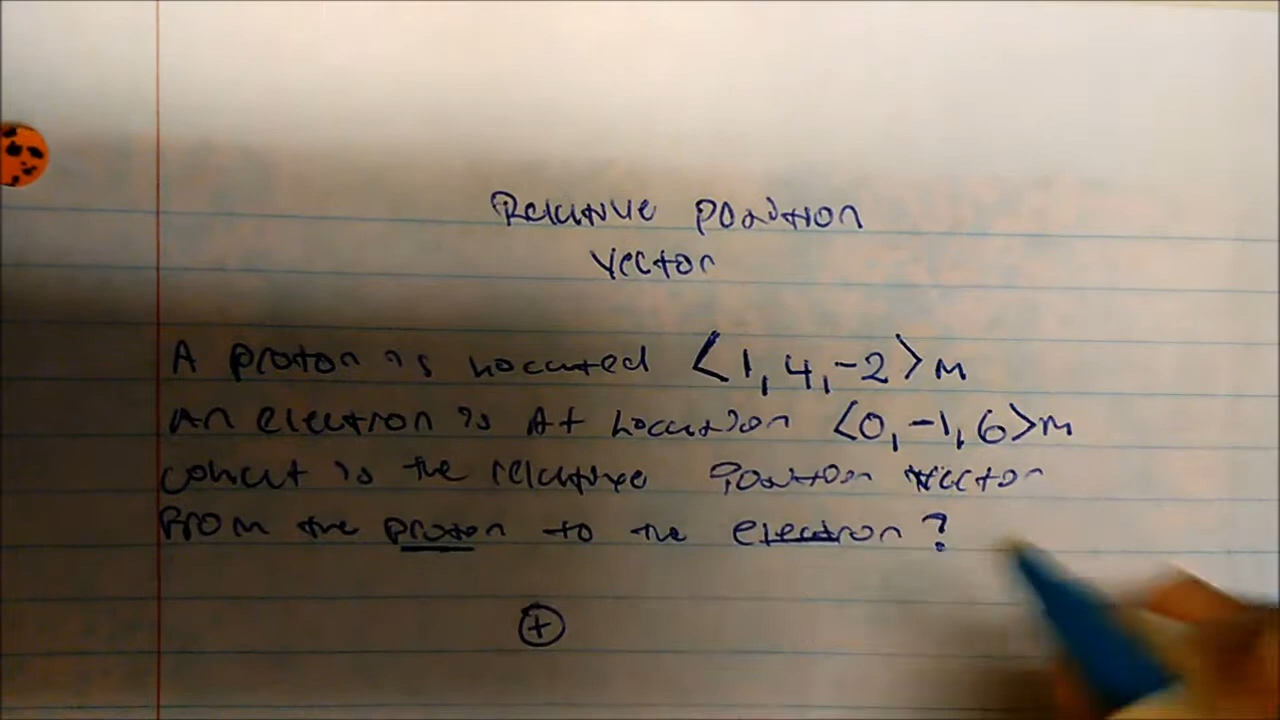 Relative position
vector
A proton is located <1, 4, -2> m
An electron is At location <0, -1, 6> m
what is the relative position vector
From the proton to the electron?
+